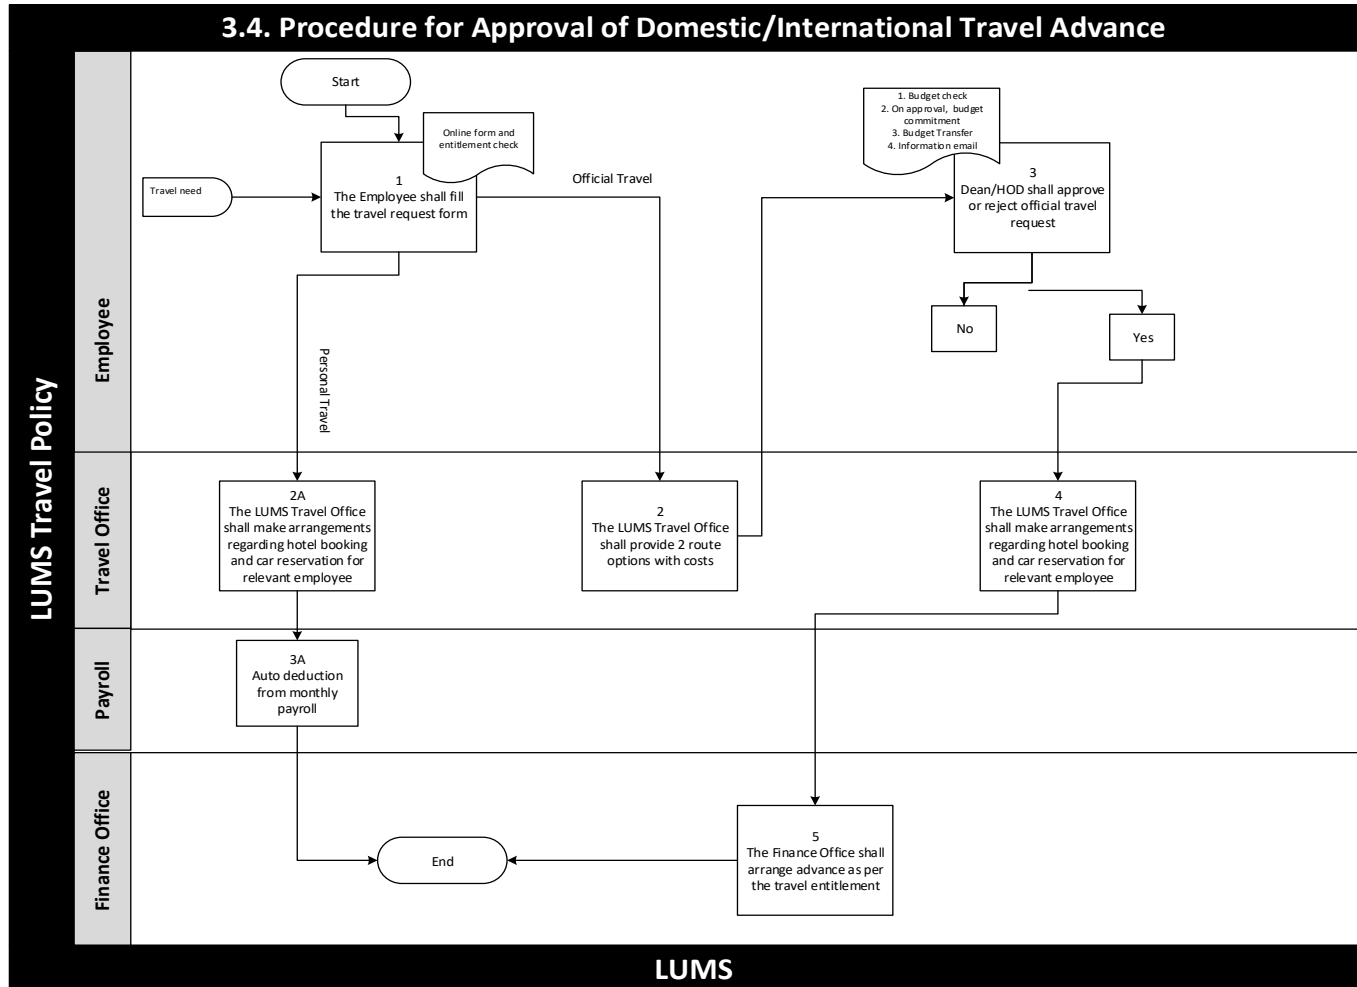 3.4. Procedure for Approval of Domestic/International Travel Advance
LUMS Travel Policy
Employee
Start
Online form and
entitlement check
Travel need
1
The Employee shall fill
the travel request form
Official Travel
Personal Travel
1. Budget check
2. On approval, budget
commitment
3. Budget Transfer
4. Information email
3
Dean/HOD shall approve
or reject official travel
request
No
Yes
Travel Office
2A
The LUMS Travel Office
shall make arrangements
regarding hotel booking
and car reservation for
relevant employee
2
The LUMS Travel Office
shall provide 2 route
options with costs
4
The LUMS Travel Office
shall make arrangements
regarding hotel booking
and car reservation for
relevant employee
Payroll
3A
Auto deduction
from monthly
payroll
Finance Office
End
5
The Finance Office shall
arrange advance as per
the travel entitlement
LUMS